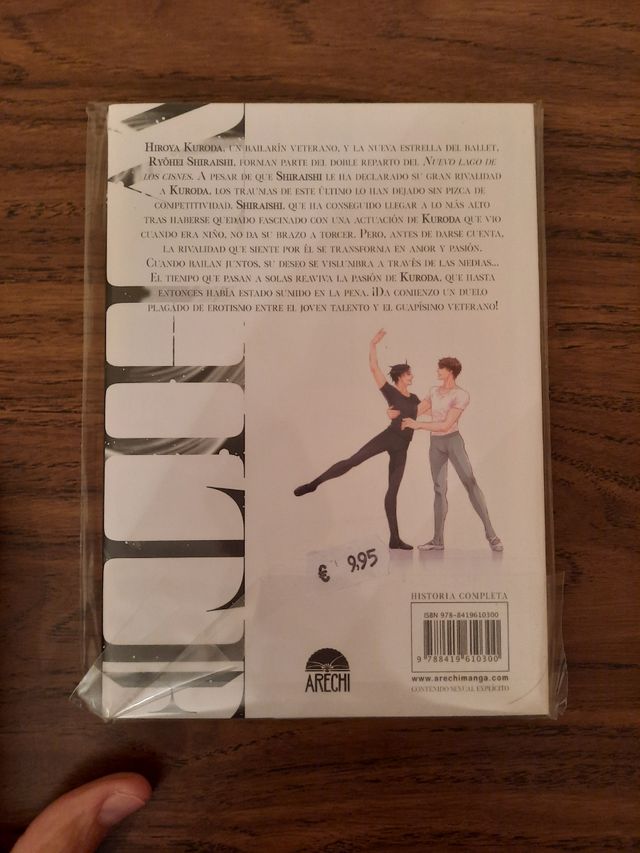 Hiroya Kuroda, un bailarín veterano, y la nueva estrella del ballet,
Ryôhei Shiraishi, forman parte del doble reparto del Nuevo lago de
los cisnes. A pesar de que Shiraishi le ha declarado su gran rivalidad
a Kuroda, los traumas de este último lo han dejado sin pizca de
competitividad. Shiraishi, que ha conseguido llegar a lo más alto
tras haberse quedado fascinado con una actuación de Kuroda que vio
cuando era niño, no da su brazo a torcer. Pero, antes de darse cuenta,
la rivalidad que siente por él se transforma en amor y pasión.
Cuando bailan juntos, su deseo se vislumbra a través de las medias...
El tiempo que pasan a solas reaviva la pasión de Kuroda, que hasta
entonces había estado sumido en la pena. ¡Da comienzo un duelo
plagado de erotismo entre el joven talento y el guapísimo veterano!
€ 9,95
HISTORIA COMPLETA
ISBN 978-8419610300
9 788419 610300
ARECHI
www.arechimanga.com
CONTENIDO SEXUAL EXPLÍCITO